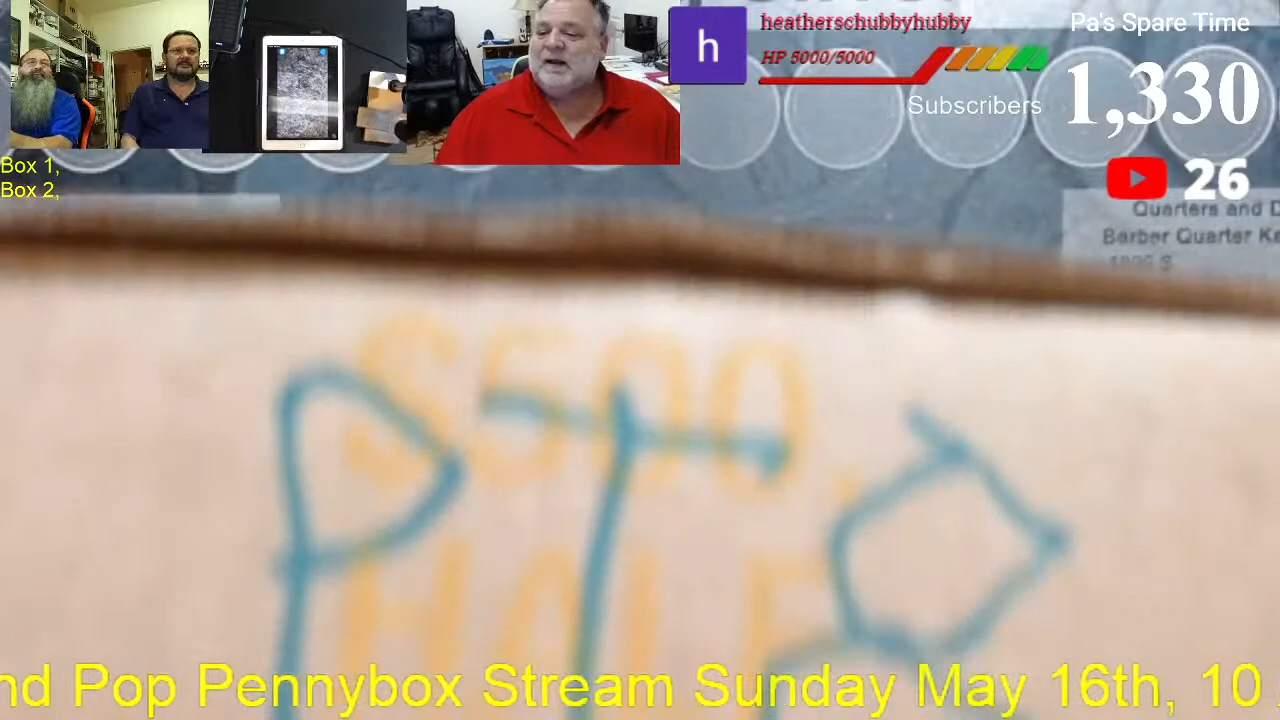 h
heatherschubbyhubby
HP 5000/5000
Pa's Spare Time
Subscribers
1,330
26
Box 1,
Box 2,
Quarters and D
Barber Quarter Ke
$500
HALF
PT
nd Pop Pennybox Stream Sunday May 16th, 10